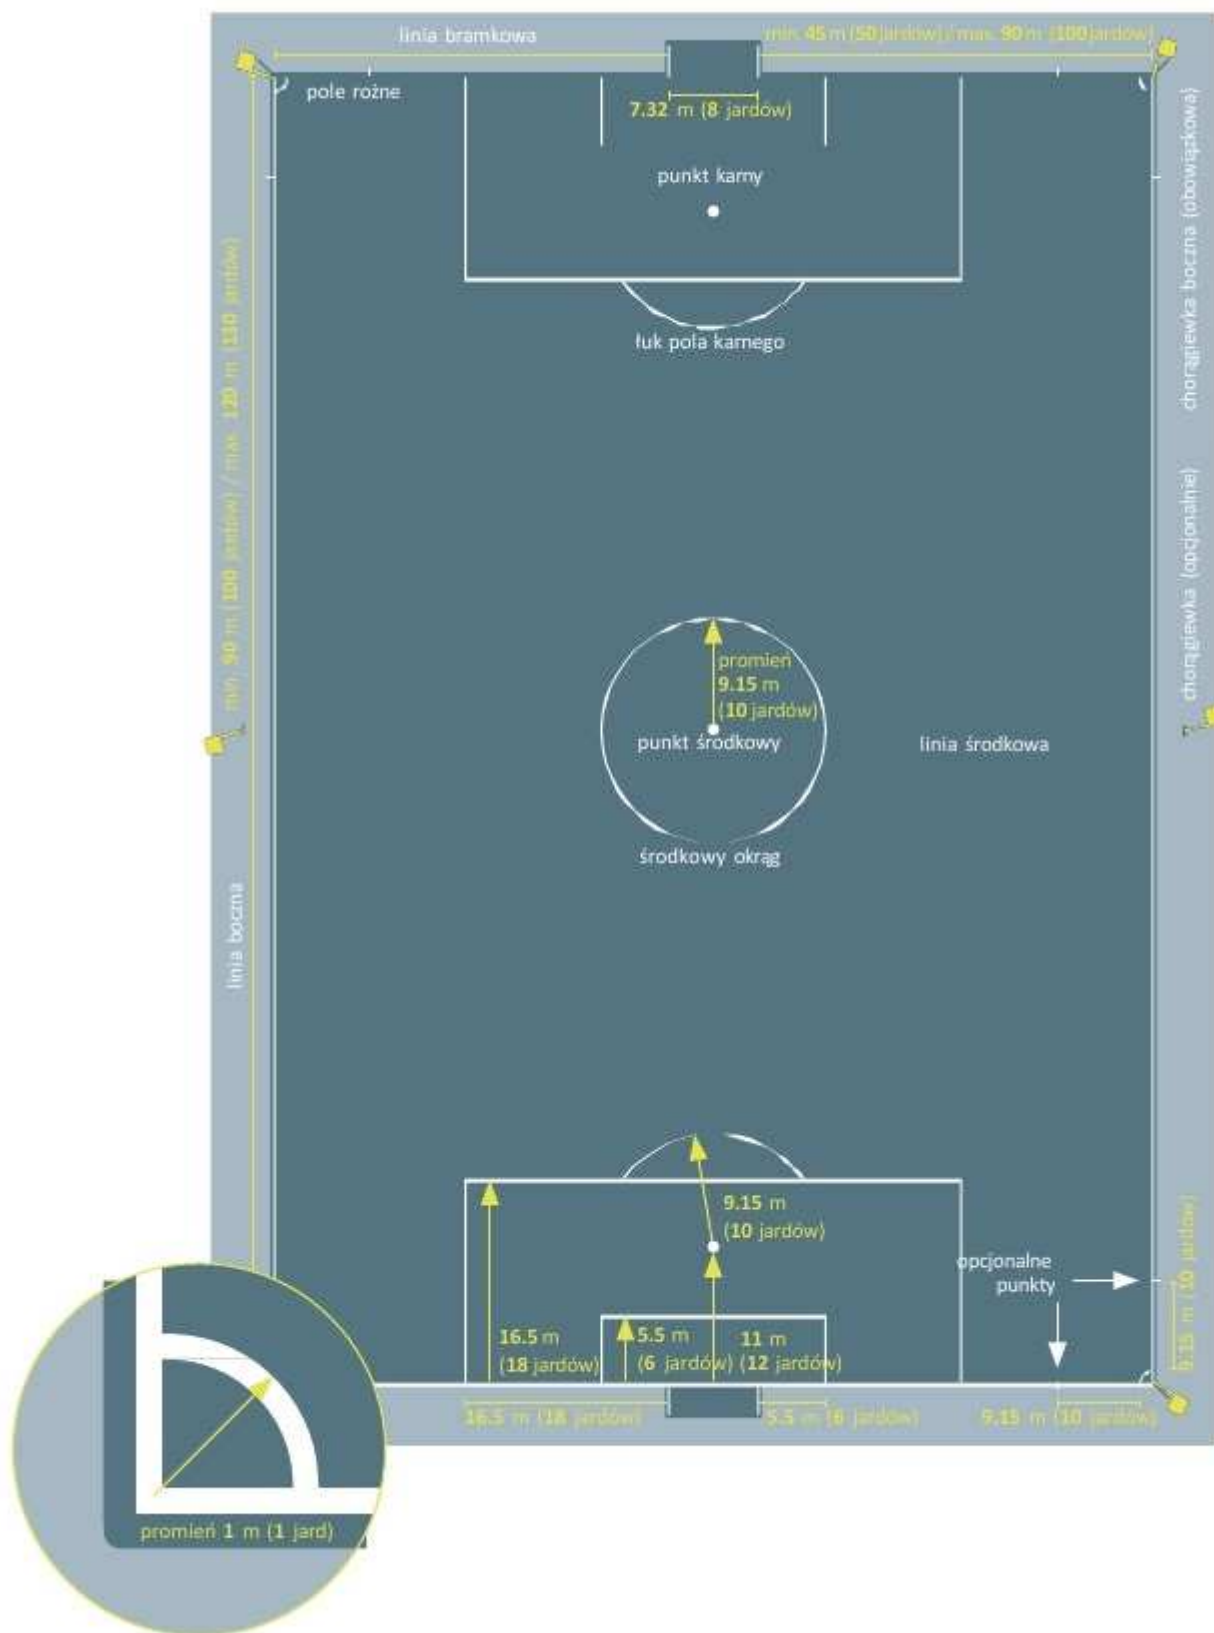 linia bramkowa
min. 45 m (50 jardów) / max. 90 m (100 jardów)
pole rożne
7.32 m (8 jardów)
punkt karny
łuk pola karnego
chorągiewka boczna (obowiązkowa)
min. 90 m (100 jardów) / max 120 m (130 jardów)
chorągiewka (opcjonalnie)
promień
9.15 m
(10 jardów)
punkt środkowy
linia środkowa
środkowy okrąg
linia boczna
9.15 m
(10 jardów)
opcjonalne
punkty
9.15 m (10 jardów)
16.5 m
(18 jardów)
5.5 m
(6 jardów)
11 m
(12 jardów)
16.5 m (18 jardów)
5.5 m (6 jardów)
9.15 m (10 jardów)
promień 1 m (1 jard)